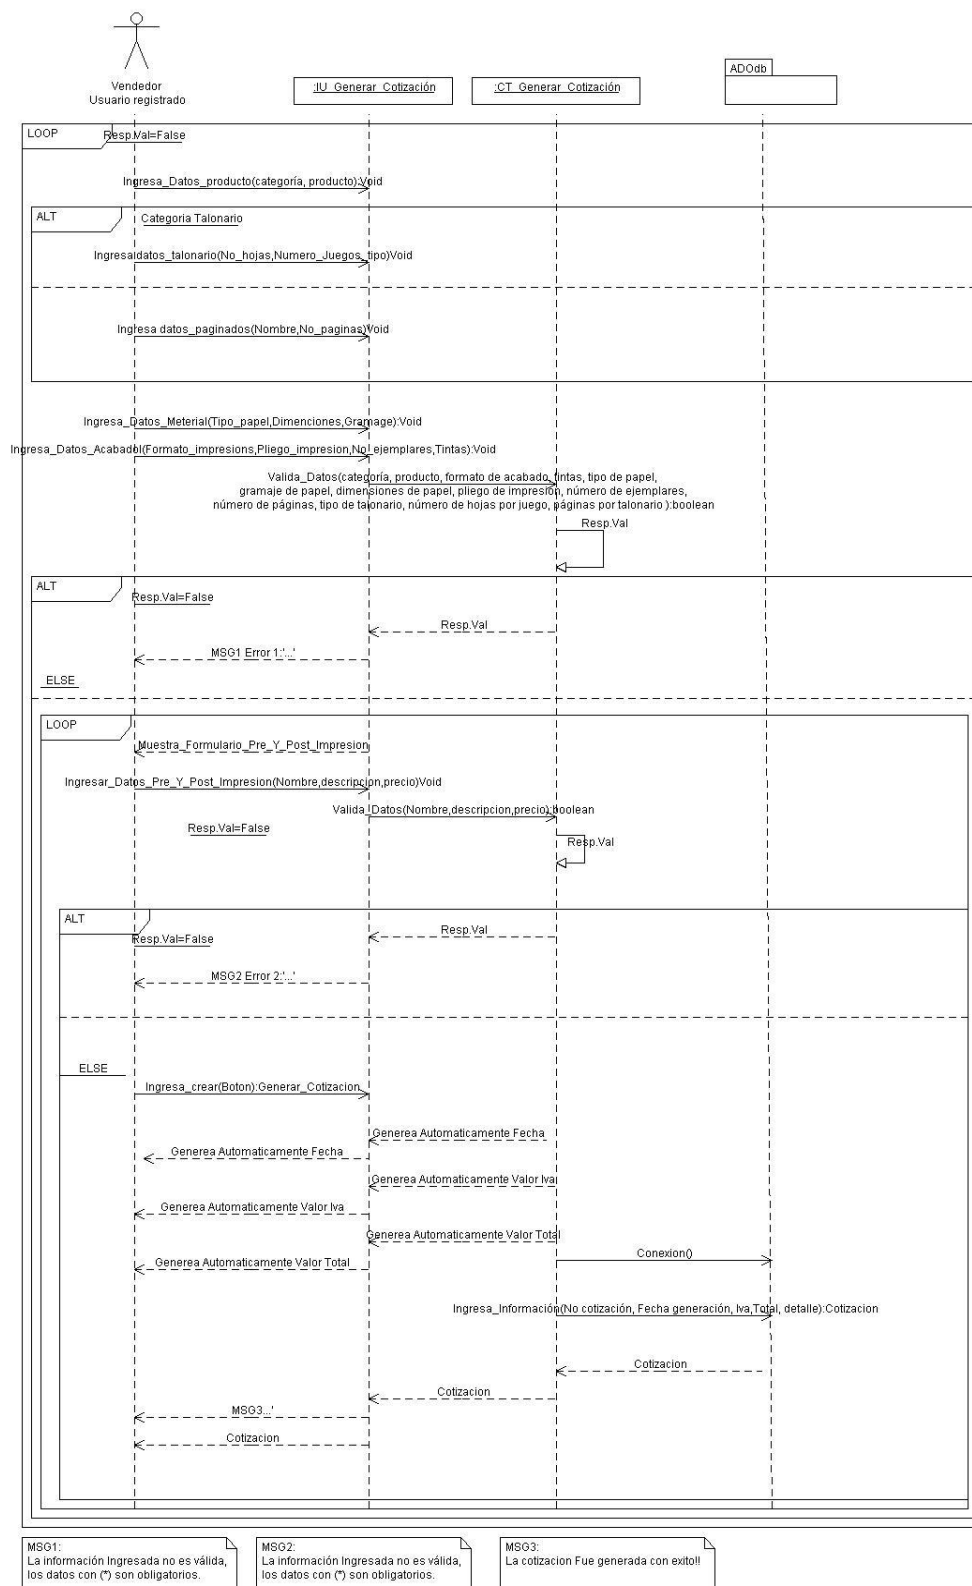 Vendedor
Usuario registrado
:IU_Generar_Cotización
:CT_Generar_Cotización
ADOdb
LOOP
Resp.Val=False
Ingresa_Datos_producto(categoría, producto):Void
ALT
Categoria Talonario
Ingresa datos_talonario(No_hojas,Numero_Juegos_tipo)Void
Ingresa datos_paginados(Nombre,No_paginas)Void
Ingresa_Datos_Meterial(Tipo_papel,Dimenciones,Gramage):Void
Ingresa_Datos_Acabadol(Formato_impresions,Pliego_impresion,No_ejemplares,Tintas):Void
Valida_Datos(categoría, producto, formato de acabado, tintas, tipo de papel,
gramaje de papel, dimensiones de papel, pliego de impresión, número de ejemplares,
número de páginas, tipo de talonario, número de hojas por juego, páginas por talonario ):boolean
Resp.Val
ALT
Resp.Val=False
Resp.Val
MSG1 Error 1:'...'
ELSE
LOOP
Muestra_Formulario_Pre_Y_Post_Impresion
Ingresar_Datos_Pre_Y_Post_Impresion(Nombre,descripcion,precio)Void
Valida_Datos(Nombre,descripcion,precio):boolean
Resp.Val=False
Resp.Val
ALT
Resp.Val
Resp.Val=False
MSG2 Error 2:'...'
ELSE
Ingresa_crear(Boton):Generar_Cotizacion
Generea Automaticamente Fecha
Generea Automaticamente Fecha
Generea Automaticamente Valor Iva
Generea Automaticamente Valor Iva
Generea Automaticamente Valor Total
Conexion()
Generea Automaticamente Valor Total
Ingresa_Información(No cotización, Fecha generación, Iva,Total, detalle):Cotizacion
Cotizacion
Cotizacion
MSG3...'
Cotizacion
MSG1:
La información Ingresada no es válida,
los datos con (*) son obligatorios.
MSG2:
La información Ingresada no es válida,
los datos con (*) son obligatorios.
MSG3:
La cotizacion Fue generada con exito!!